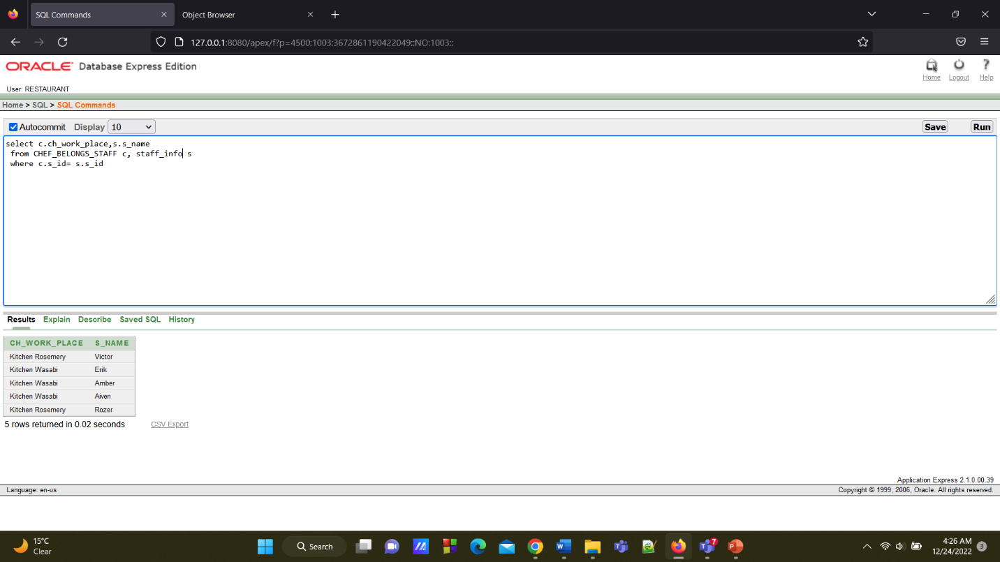 SQL Commands
Object Browser
127.0.0.1:8080/apex/f?p=4500:1003:3672861190422049::NO:1003::
ORACLE Database Express Edition
Home Logout Help
User: RESTAURANT
Home > SQL > SQL Commands
Autocommit Display 10 Save Run
select c.ch_work_place,s.s_name
from CHEF_BELONGS_STAFF c, staff_info s
where c.s_id= s.s_id
Results Explain Describe Saved SQL History
CH_WORK_PLACE S_NAME
Kitchen Rosemery Victor
Kitchen Wasabi Erik
Kitchen Wasabi Amber
Kitchen Wasabi Aiven
Kitchen Rosemery Rozer
5 rows returned in 0.02 seconds CSV Export
Application Express 2.1.0.00.39
Language: en-us Copyright © 1999, 2006, Oracle. All rights reserved.
15°C
Clear
Search
7
4:26 AM
12/24/2022
3